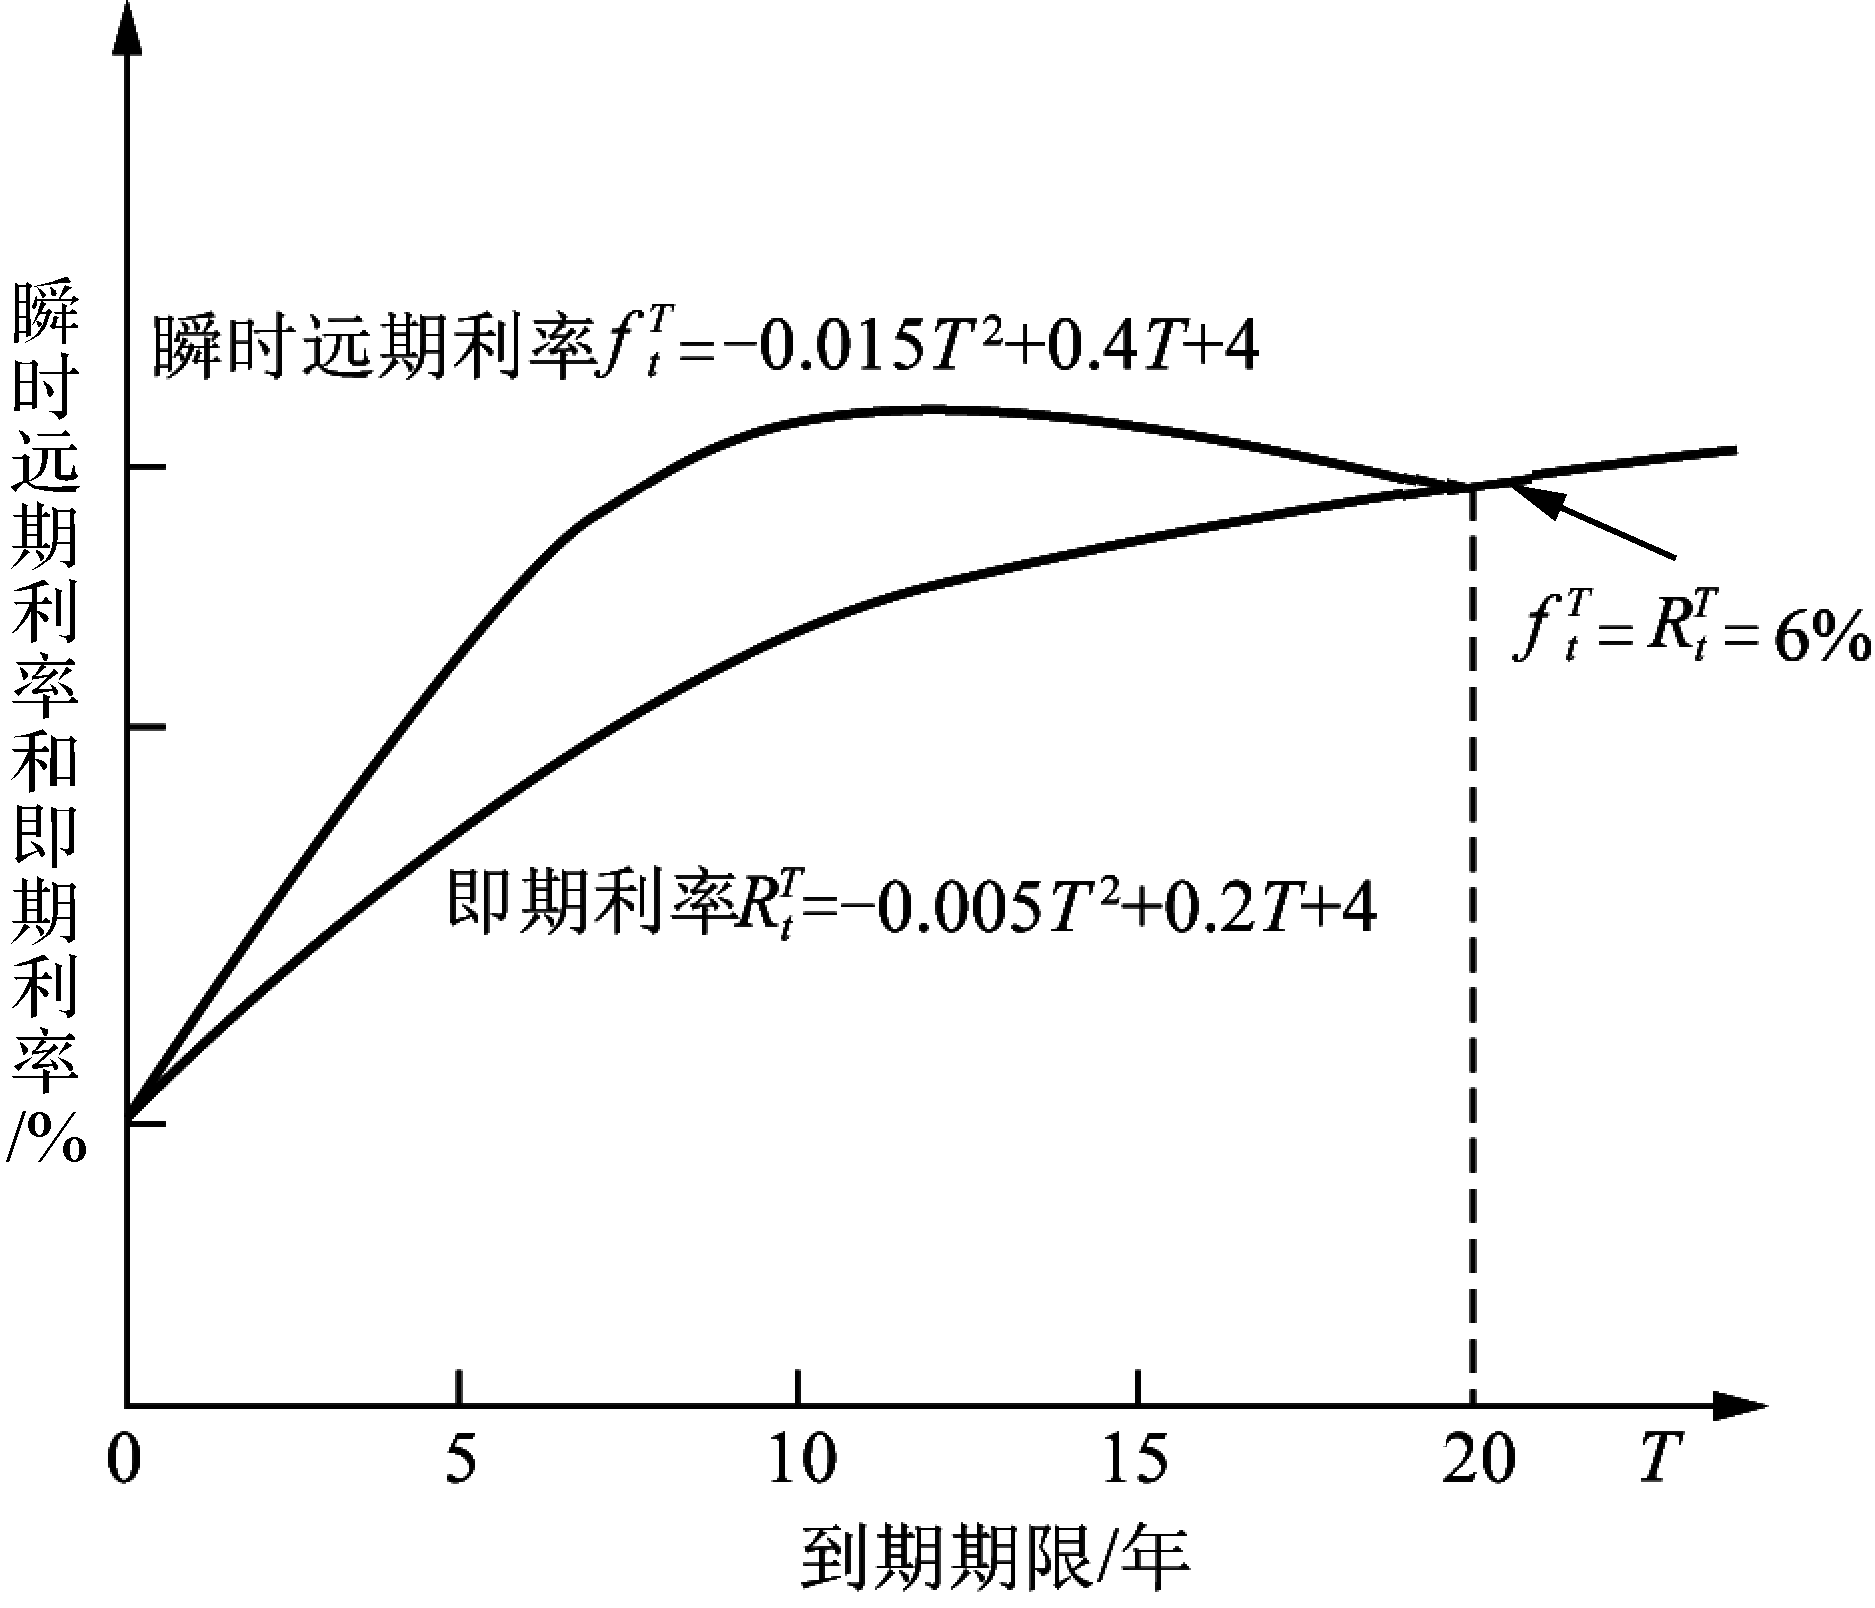 瞬时远期利率和即期利率/%
瞬时远期利率f_t^T=−0.015T²+0.4T+4
f_t^T=R_t^T=6%
即期利率R_t^T=−0.005T²+0.2T+4
0 5 10 15 20 T
到期期限/年